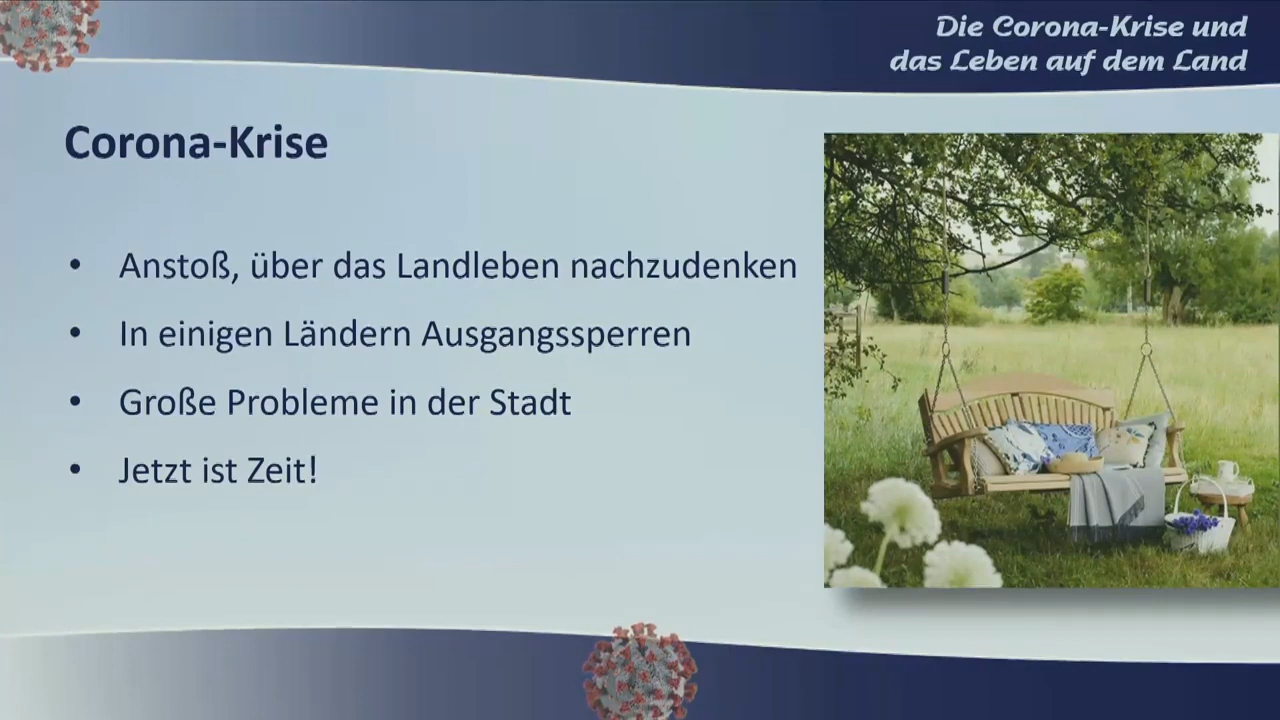 Die Corona-Krise und
das Leben auf dem Land
Corona-Krise
• Anstoß, über das Landleben nachzudenken
• In einigen Ländern Ausgangssperren
• Große Probleme in der Stadt
• Jetzt ist Zeit!